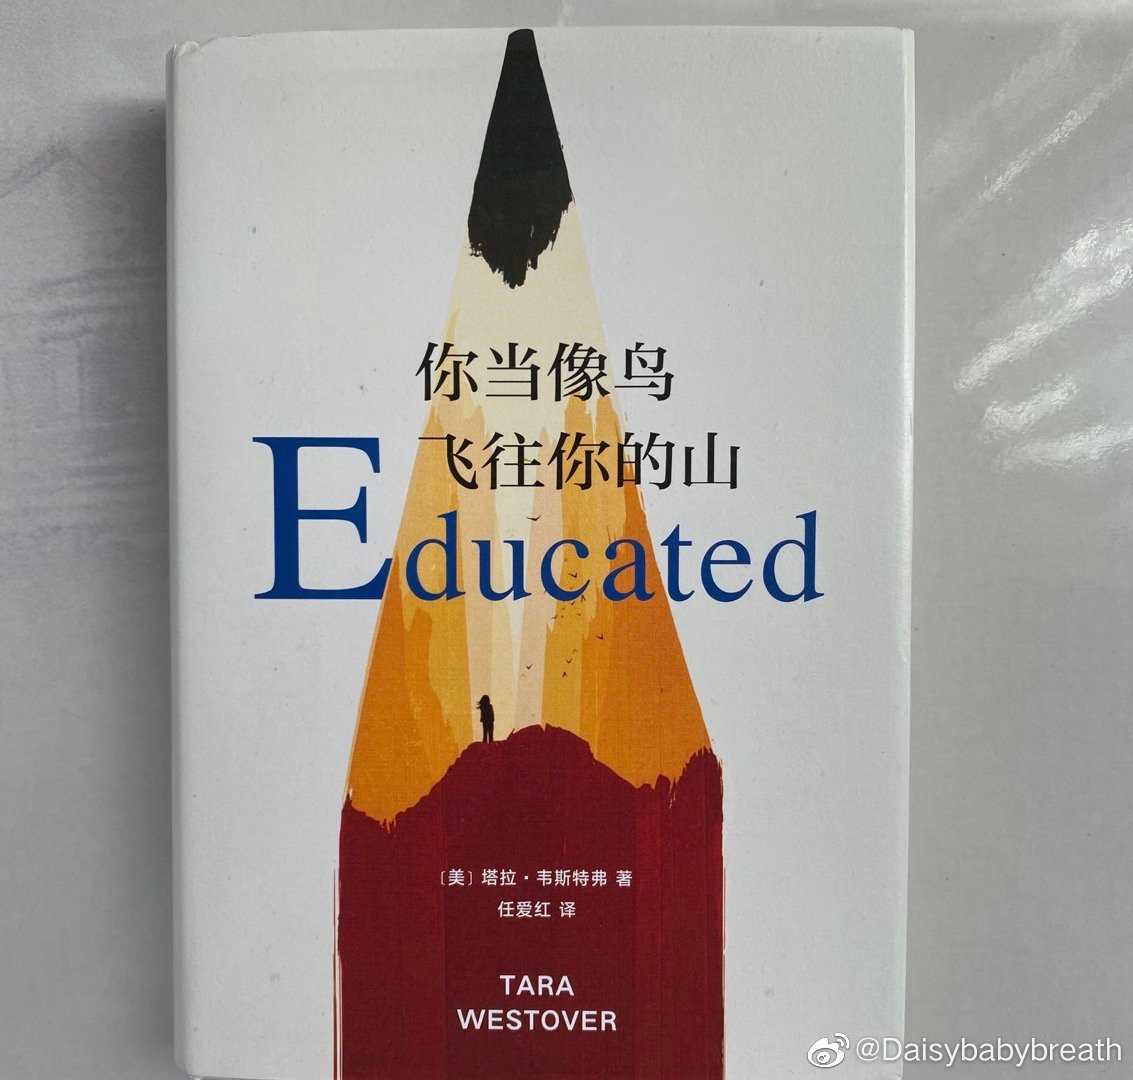 你当像鸟
飞往你的山
Educated
〔美〕塔拉·韦斯特弗 著
任爱红 译
TARA
WESTOVER
@Daisybabybreath